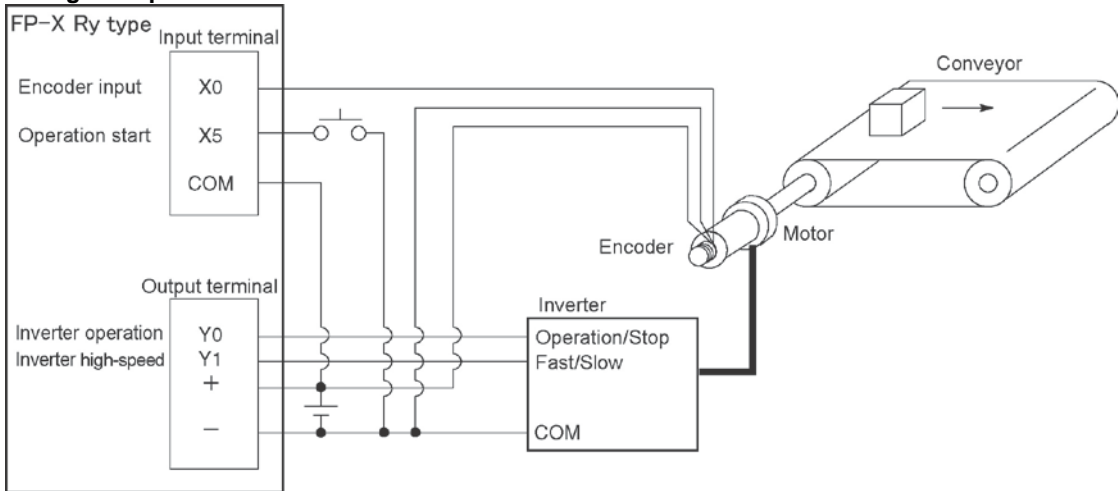 FP-X Ry type
Input terminal
Encoder input X0
Operation start X5
COM
Output terminal
Inverter operation Y0
Inverter high-speed Y1
+
−
Conveyor
Encoder
Motor
Inverter
Operation/Stop
Fast/Slow
COM